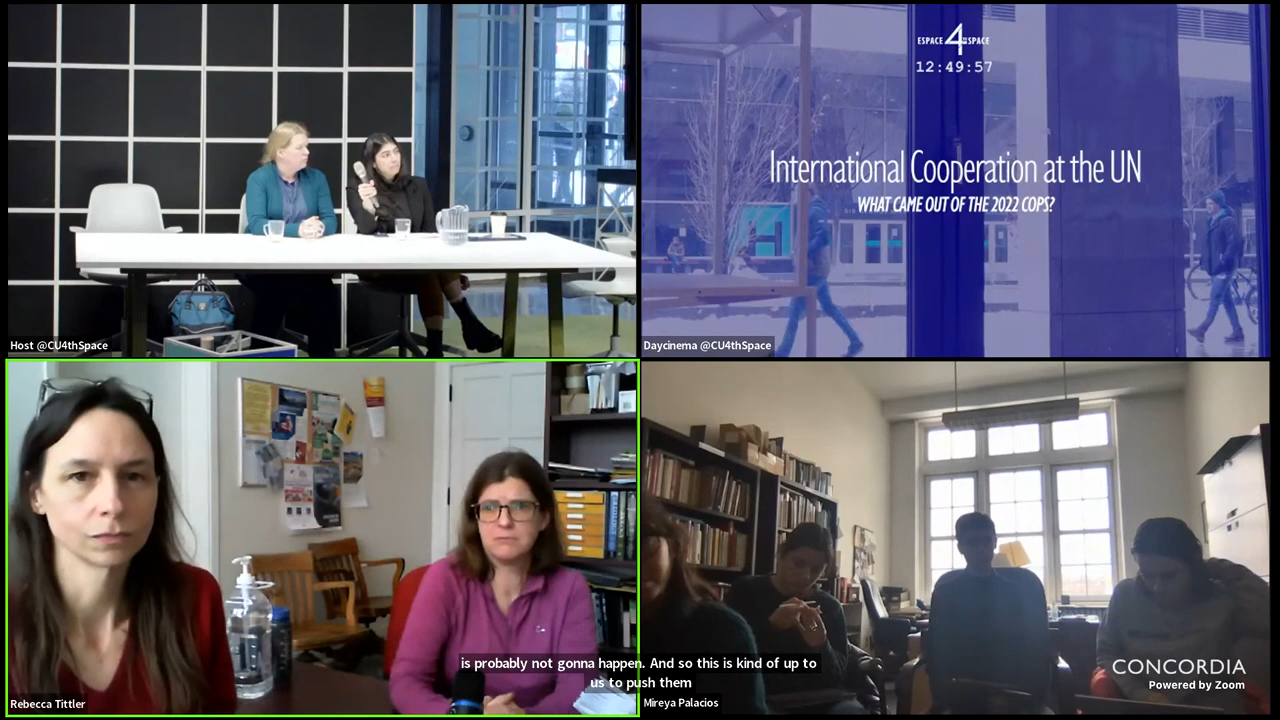 ESPACE 4 SPACE
12:49:57
International Cooperation at the UN
WHAT CAME OUT OF THE 2022 COPS?
Host @CU4thSpace
Daycinema @CU4thSpace
is probably not gonna happen. And so this is kind of up to
us to push them
Rebecca Tittler
Mireya Palacios
CONCORDIA
Powered by Zoom